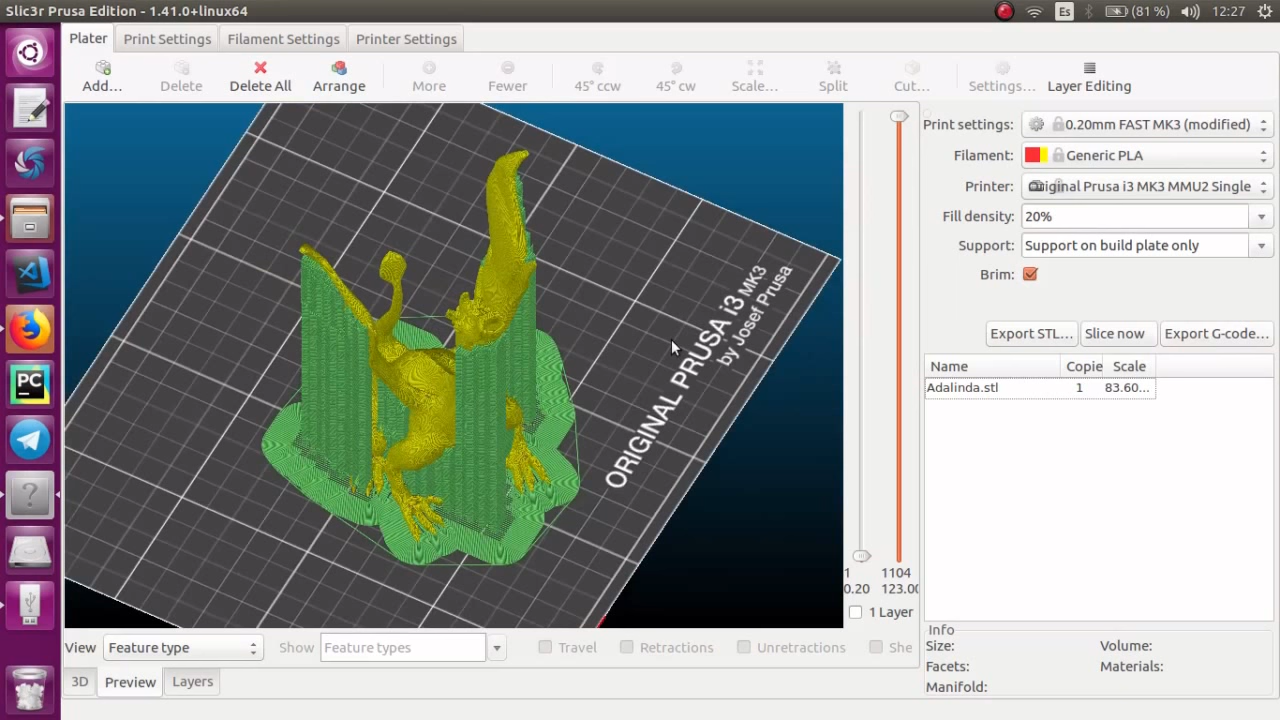 Slic3r Prusa Edition - 1.41.0+linux64
Es
(81 %)
12:27
Plater
Print Settings
Filament Settings
Printer Settings
Add...
Delete
Delete All
Arrange
More
Fewer
45° ccw
45° cw
Scale...
Split
Cut...
Settings...
Layer Editing
Print settings:
0.20mm FAST MK3 (modified)
Filament:
Generic PLA
Printer:
Original Prusa i3 MK3 MMU2 Single
Fill density:
20%
Support:
Support on build plate only
Brim:
Export STL...
Slice now
Export G-code...
Name
Copie
Scale
Adalinda.stl
1
83.60...
ORIGINAL PRUSA i3 MK3
by Josef Prusa
PC
1
1104
0.20
123.00
1 Layer
View
Feature type
Show
Feature types
Travel
Retractions
Unretractions
She
3D
Preview
Layers
Info
Size:
Volume:
Facets:
Materials:
Manifold: